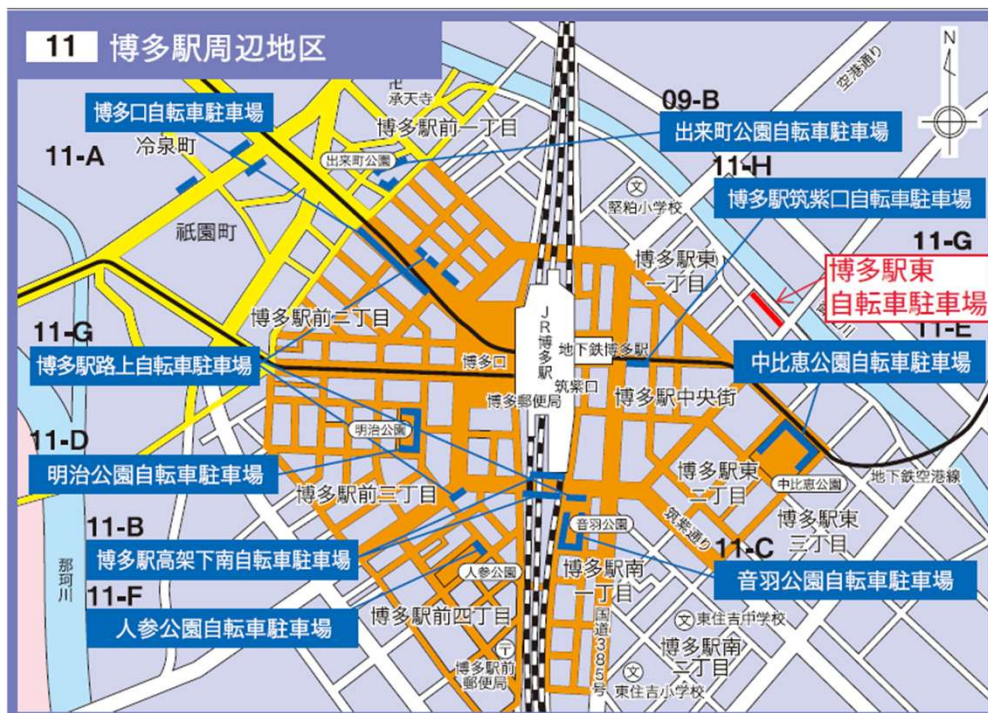 11 博多駅周辺地区
N
空港通り
卍
承天寺
博多駅前一丁目
09-B
出来町公園自転車駐車場
博多口自転車駐車場
冷泉町
11-A
出来町公園
11-H
博多駅筑紫口自転車駐車場
文
堅粕小学校
祇園町
11-G
博多駅東
自転車駐車場
博多駅東
一丁目
11-E
中比恵公園自転車駐車場
11-G
博多駅路上自転車駐車場
博多駅前二丁目
JR博多駅
地下鉄博多駅
博多口
筑紫口
博多郵便局
博多駅中央街
11-D
明治公園自転車駐車場
明治公園
博多駅東
二丁目
中比恵公園
地下鉄空港線
博多駅前三丁目
筑紫通り
博多駅東
三丁目
11-B
博多駅高架下南自転車駐車場
音羽公園
11-C
音羽公園自転車駐車場
那珂川
11-F
人参公園自転車駐車場
人参公園
博多駅南
一丁目
博多駅前四丁目
国道385号
文
東住吉中学校
博多駅南
二丁目
〒
博多駅前
郵便局
文
東住吉小学校